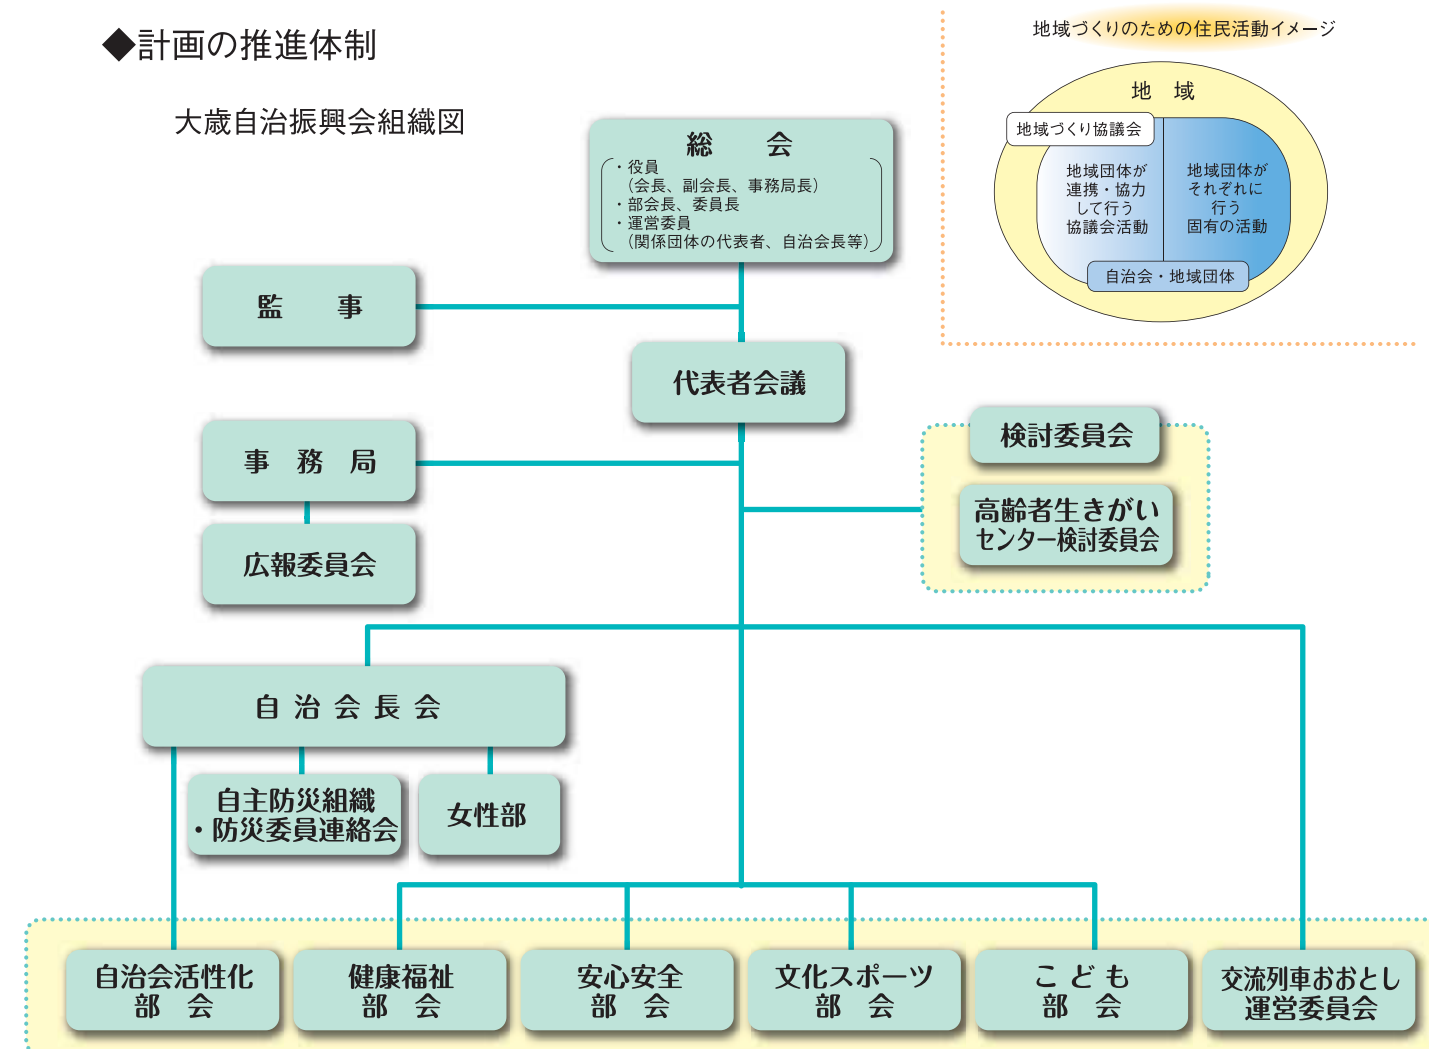 ◆計画の推進体制
大歳自治振興会組織図
地域づくりのための住民活動イメージ
地　域
地域づくり協議会
地域団体が
連携・協力
して行う
協議会活動
地域団体が
それぞれに
行う
固有の活動
自治会・地域団体
総　会
・役員
（会長、副会長、事務局長）
・部会長、委員長
・運営委員
（関係団体の代表者、自治会長等）
監　事
代表者会議
事　務　局
広報委員会
検討委員会
高齢者生きがい
センター検討委員会
自 治 会 長 会
自主防災組織
・防災委員連絡会
女性部
自治会活性化
部　会
健康福祉
部　会
安心安全
部　会
文化スポーツ
部　会
こ ど も
部　会
交流列車おおとし
運営委員会